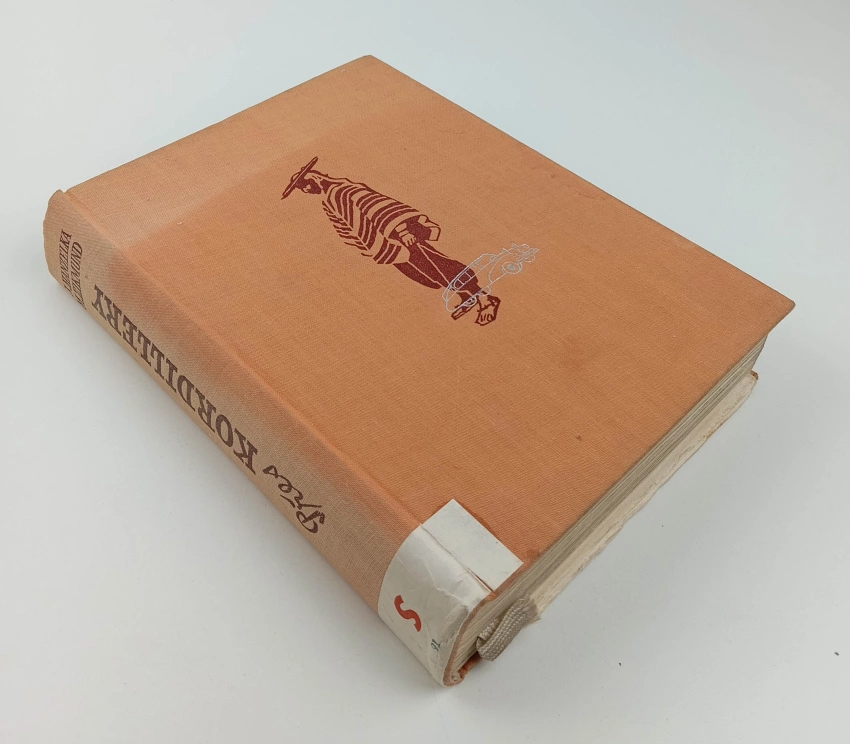 HANZELKA
ZIKMUND
Přes KORDILLERY
S